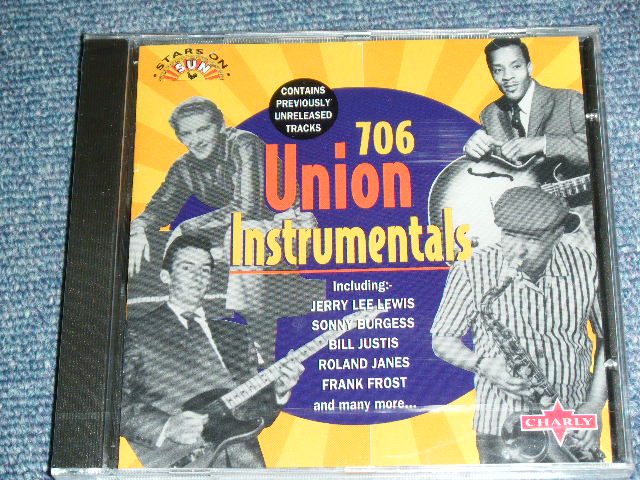 STARS ON
SUN
CONTAINS
PREVIOUSLY
UNRELEASED
TRACKS
706
Union
Instrumentals
Including:-
JERRY LEE LEWIS
SONNY BURGESS
BILL JUSTIS
ROLAND JANES
FRANK FROST
and many more...
CHARLY